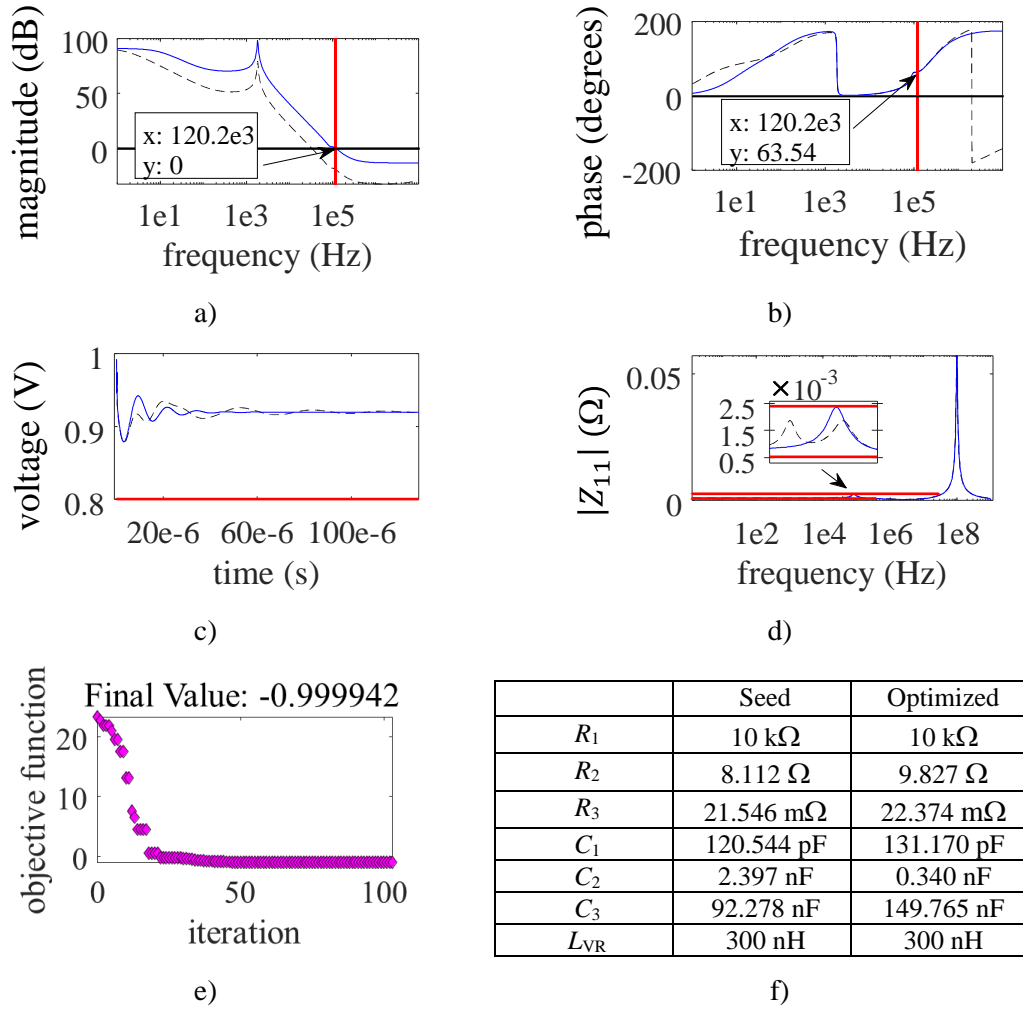 magnitude (dB)
100
50
0
x: 120.2e3
y: 0
1e1
1e3
1e5
frequency (Hz)
a)
phase (degrees)
200
0
-200
x: 120.2e3
y: 63.54
1e1
1e3
1e5
frequency (Hz)
b)
voltage (V)
1
0.9
0.8
20e-6
60e-6
100e-6
time (s)
c)
|Z₁₁| (Ω)
0.05
0
× 10⁻³
2.5
1.5
0.5
1e2
1e4
1e6
1e8
frequency (Hz)
d)
Final Value: -0.999942
objective function
20
10
0
0
50
100
iteration
e)
Seed Optimized
R₁ 10 kΩ 10 kΩ
R₂ 8.112 Ω 9.827 Ω
R₃ 21.546 mΩ 22.374 mΩ
C₁ 120.544 pF 131.170 pF
C₂ 2.397 nF 0.340 nF
C₃ 92.278 nF 149.765 nF
L_VR 300 nH 300 nH
f)